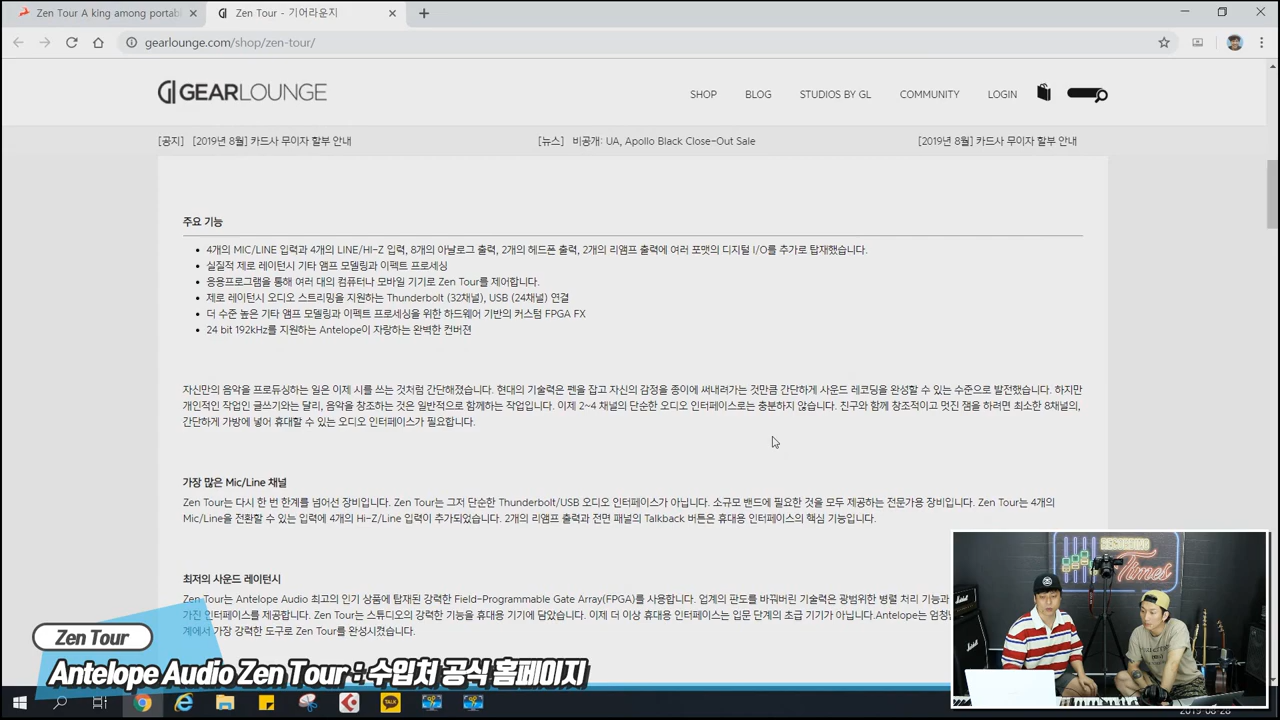 Zen Tour A king among portabl
Zen Tour - 기어라운지
gearlounge.com/shop/zen-tour/
GEARLOUNGE
SHOP BLOG STUDIOS BY GL COMMUNITY LOGIN
[공지] [2019년 8월] 카드사 무이자 할부 안내 [뉴스] 비공개: UA, Apollo Black Close-Out Sale [2019년 8월] 카드사 무이자 할부 안내
주요 기능
4개의 MIC/LINE 입력과 4개의 LINE/HI-Z 입력, 8개의 아날로그 출력, 2개의 헤드폰 출력, 2개의 리앰프 출력에 여러 포맷의 디지털 I/O를 추가로 탑재했습니다.
실질적 제로 레이턴시 기타 앰프 모델링과 이펙트 프로세싱
응용프로그램을 통해 여러 대의 컴퓨터나 모바일 기기로 Zen Tour를 제어합니다.
제로 레이턴시 오디오 스트리밍을 지원하는 Thunderbolt (32채널), USB (24채널) 연결
더 수준 높은 기타 앰프 모델링과 이펙트 프로세싱을 위한 하드웨어 기반의 커스텀 FPGA FX
24 bit 192kHz를 지원하는 Antelope이 자랑하는 완벽한 컨버젼
자신만의 음악을 프로듀싱하는 일은 이제 시를 쓰는 것처럼 간단해졌습니다. 현대의 기술력은 펜을 잡고 자신의 감정을 종이에 써내려가는 것만큼 간단하게 사운드 레코딩을 완성할 수 있는 수준으로 발전했습니다. 하지만
개인적인 작업인 글쓰기와는 달리, 음악을 창조하는 것은 일반적으로 함께하는 작업입니다. 이제 2~4 채널의 단순한 오디오 인터페이스로는 충분하지 않습니다. 친구와 함께 창조적이고 멋진 잼을 하려면 최소한 8채널의,
간단하게 가방에 넣어 휴대할 수 있는 오디오 인터페이스가 필요합니다.
가장 많은 Mic/Line 채널
Zen Tour는 다시 한 번 한계를 넘어선 장비입니다. Zen Tour는 그저 단순한 Thunderbolt/USB 오디오 인터페이스가 아닙니다. 소규모 밴드에 필요한 것을 모두 제공하는 전문가용 장비입니다. Zen Tour는 4개의
Mic/Line을 전환할 수 있는 입력에 4개의 Hi-Z/Line 입력이 추가되었습니다. 2개의 리앰프 출력과 전면 패널의 Talkback 버튼은 휴대용 인터페이스의 핵심 기능입니다.
최저의 사운드 레이턴시
Zen Tour는 Antelope Audio 최고의 인기 상품에 탑재된 강력한 Field-Programmable Gate Array(FPGA)를 사용합니다. 업계의 판도를 바꿔버린 기술력은 광범위한 병렬 처리 기능과
가진 인터페이스를 제공합니다. Zen Tour는 스튜디오의 강력한 기능을 휴대용 기기에 담았습니다. 이제 더 이상 휴대용 인터페이스는 입문 단계의 초급 기기가 아닙니다.Antelope는 엄청난
계에서 가장 강력한 도구로 Zen Tour를 완성시켰습니다.
RECORDING
Times
Marshall
Zen Tour
Antelope Audio Zen Tour : 수입처 공식 홈페이지
TALK
2019-08-28